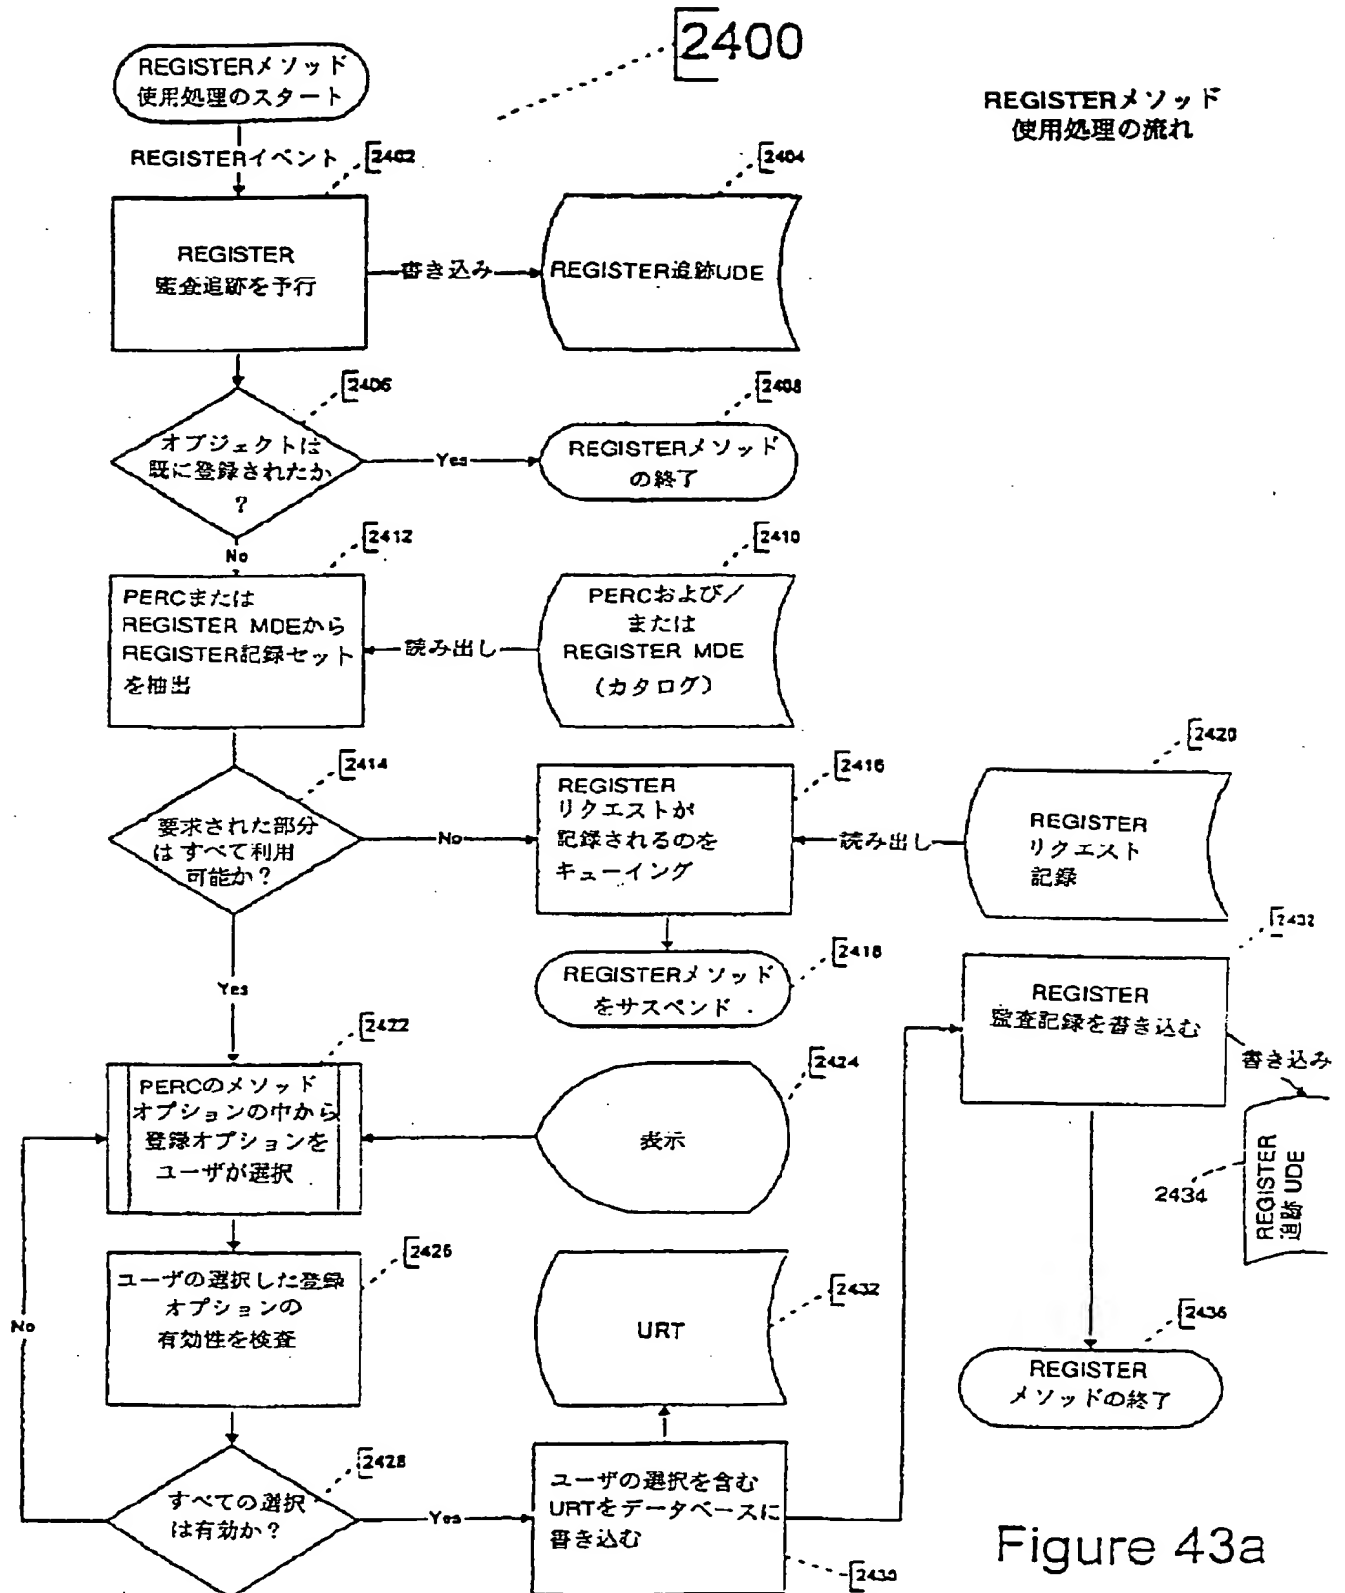 2400
REGISTERメソッド
使用処理のスタート
REGISTERメソッド
使用処理の流れ
REGISTERイベント
2402
2404
REGISTER
監査追跡を予行
書き込み
REGISTER追跡UDE
2406
2408
オブジェクトは
既に登録されたか
?
Yes
REGISTERメソッド
の終了
No
2412
2410
PERCまたは
REGISTER MDEから
REGISTER記録セット
を抽出
読み出し
PERCおよび/
または
REGISTER MDE
(カタログ)
2414
2416
2420
要求された部分
は すべて利用
可能か?
No
REGISTER
リクエストが
記録されるのを
キューイング
読み出し
REGISTER
リクエスト
記録
Yes
2418
REGISTERメソッド
をサスペンド
2432
REGISTER
監査記録を書き込む
書き込み
2434
REGISTER
追跡 UDE
2422
2424
PERCのメソッド
オプションの中から
登録オプションを
ユーザが選択
表示
2426
ユーザの選択した登録
オプションの
有効性を検査
2432
URT
No
2436
REGISTER
メソッドの終了
2428
すべての選択
は有効か?
Yes
ユーザの選択を含む
URTをデータベースに
書き込む
2430
Figure 43a